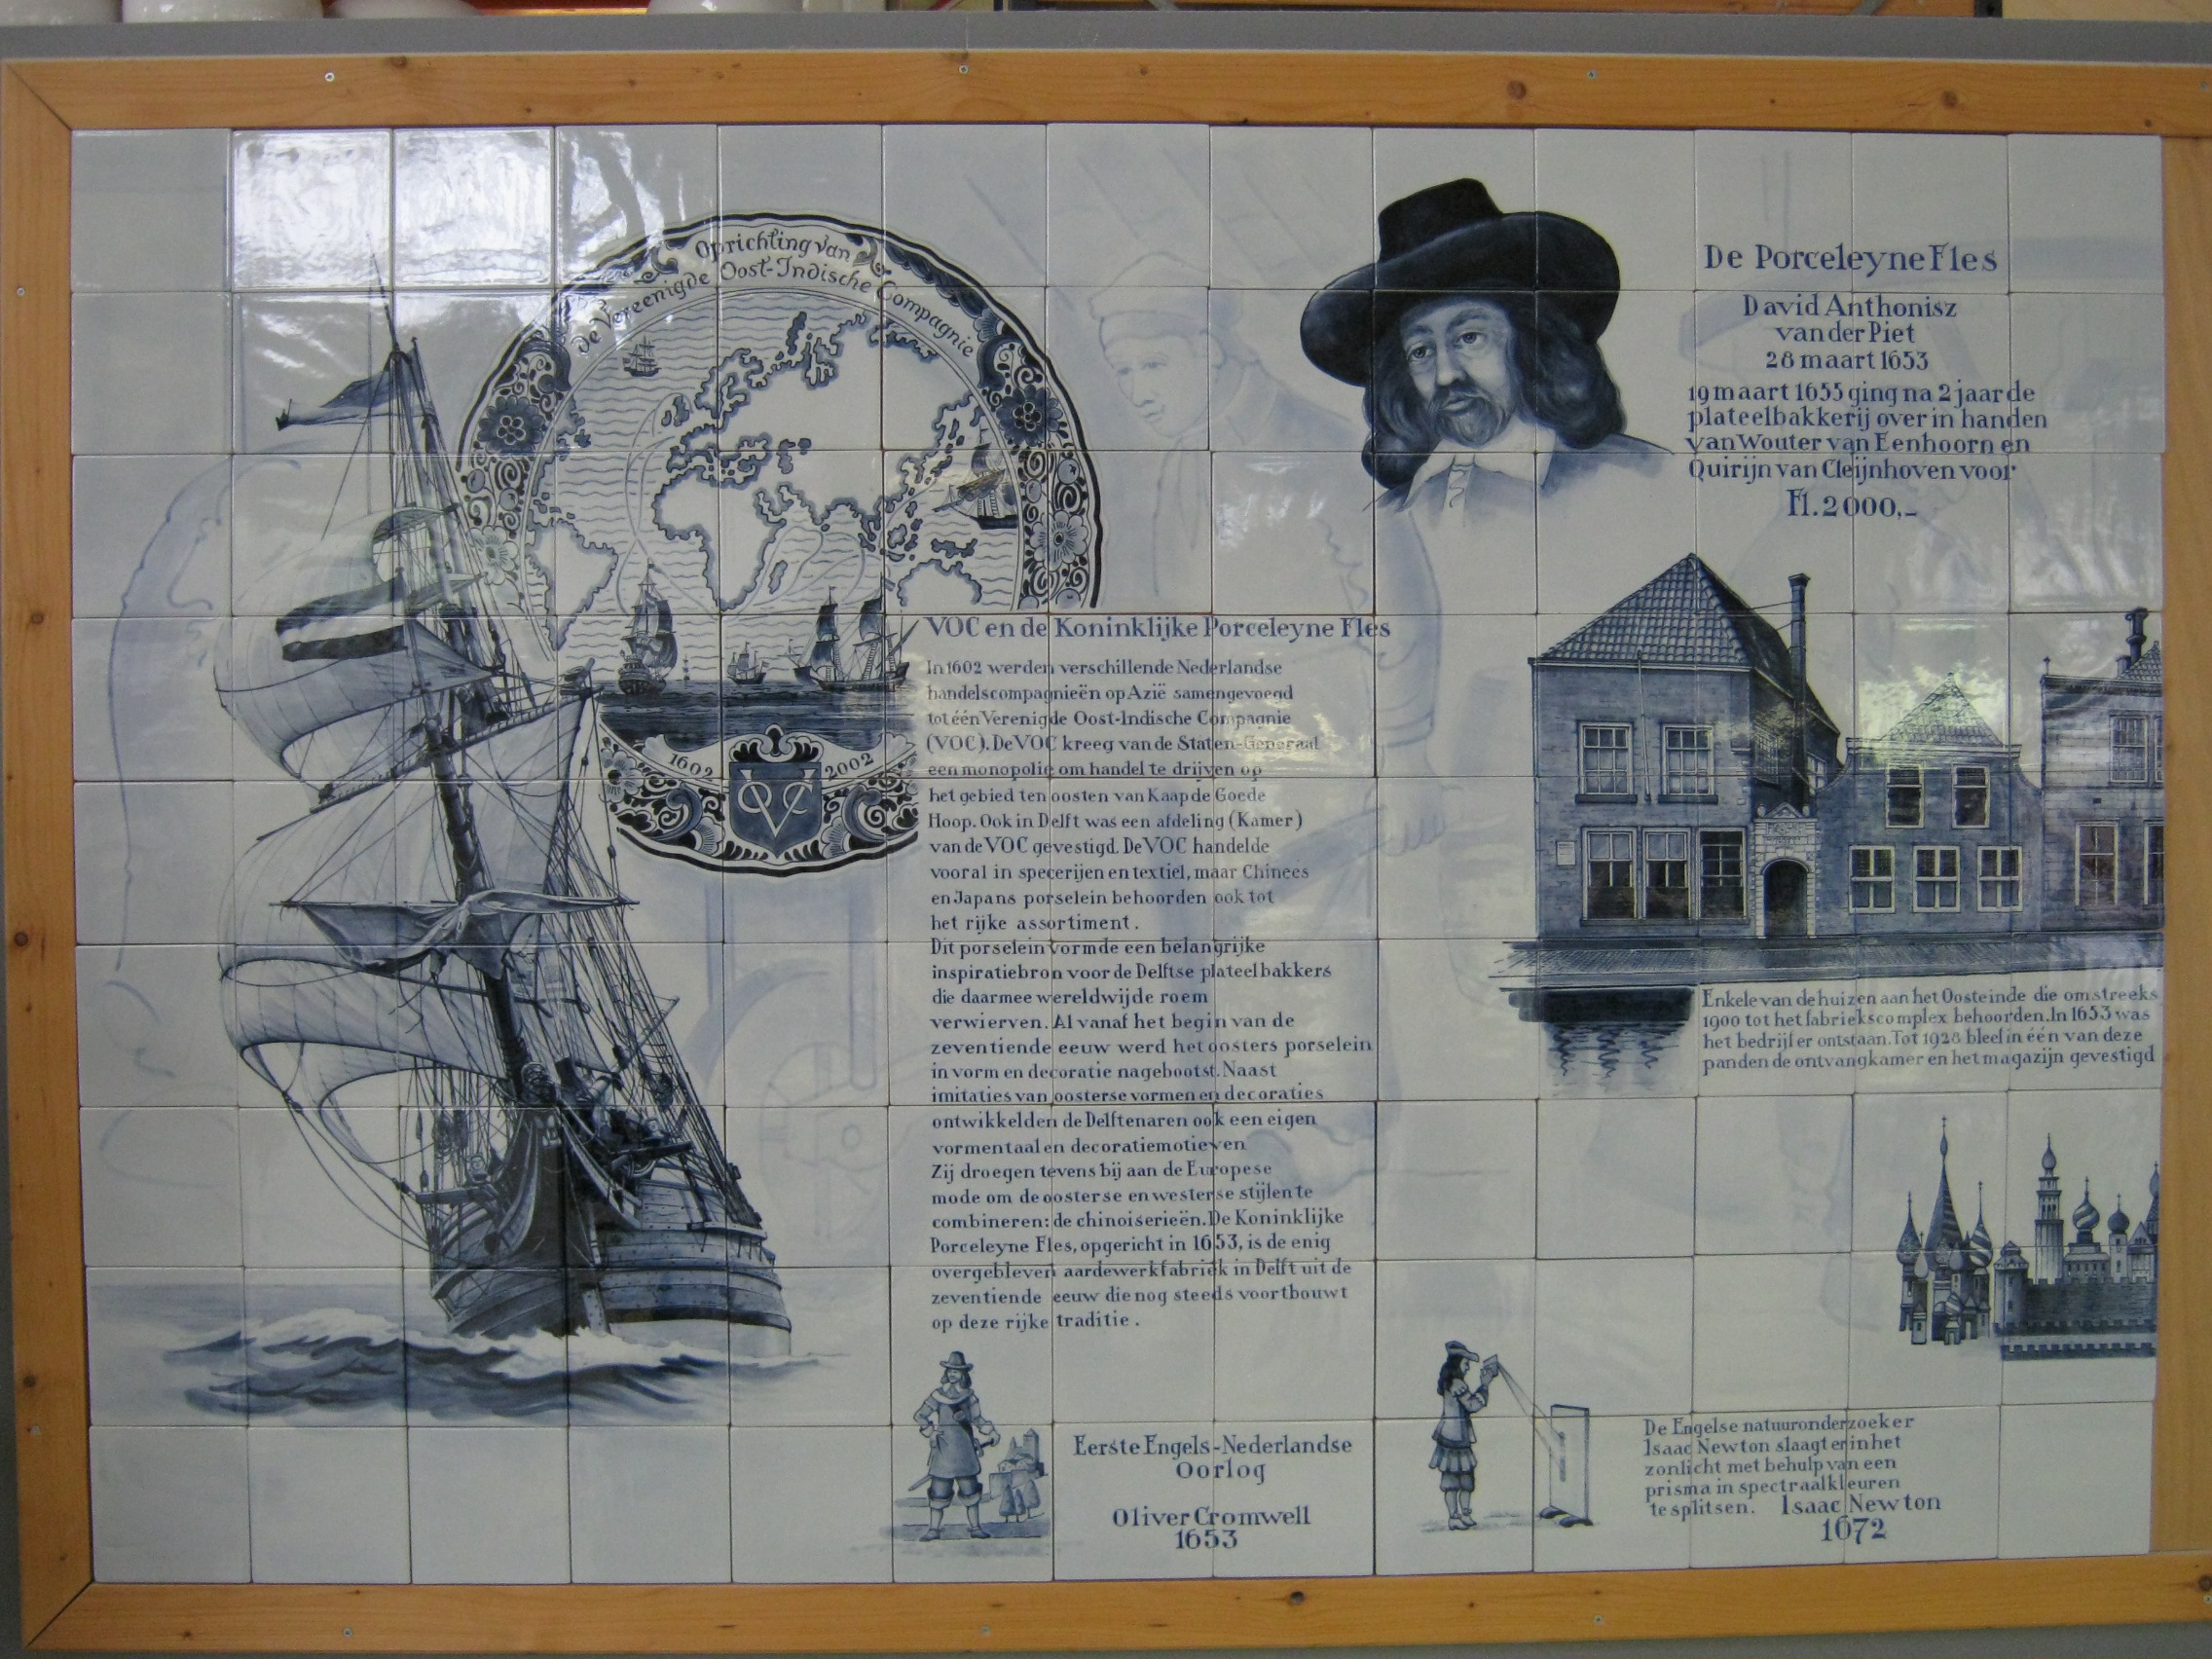 Oprichting van
de Vereenigde Oost-Indische Compagnie
1602
2002
VOC
VOC en de Koninklijke Porceleyne Fles
In 1602 werden verschillende Nederlandse
handelscompagnieën op Azië samengevoegd
tot één Verenigde Oost-Indische Compagnie
(VOC). De VOC kreeg van de Staten-Generaal
een monopolie om handel te drijven op
het gebied ten oosten van Kaap de Goede
Hoop. Ook in Delft was een afdeling (Kamer)
van de VOC gevestigd. De VOC handelde
vooral in specerijen en textiel, maar Chinees
en Japans porselein behoorden ook tot
het rijke assortiment.
Dit porselein vormde een belangrijke
inspiratiebron voor de Delftse plateelbakkers
die daarmee wereldwijde roem
verwierven. Al vanaf het begin van de
zeventiende eeuw werd het oosters porselein
in vorm en decoratie nagebootst. Naast
imitaties van oosterse vormen en decoraties
ontwikkelden de Delftenaren ook een eigen
vormentaal en decoratiemotieven
Zij droegen tevens bij aan de Europese
mode om de oosterse en westerse stijlen te
combineren: de chinoiserieën. De Koninklijke
Porceleyne Fles, opgericht in 1653, is de enig
overgebleven aardewerkfabriek in Delft uit de
zeventiende eeuw die nog steeds voortbouwt
op deze rijke traditie.
Eerste Engels-Nederlandse
Oorlog
Oliver Cromwell
1653
De Porceleyne Fles
David Anthonisz
van der Piet
28 maart 1653
19 maart 1655 ging na 2 jaar de
plateelbakkerij over in handen
van Wouter van Eenhoorn en
Quirijn van Cleijnhoven voor
Fl. 2000,-
Enkele van de huizen aan het Oosteinde die omstreeks
1900 tot het fabriekscomplex behoorden. In 1653 was
het bedrijf er ontstaan. Tot 1928 bleef in één van deze
panden de ontvangkamer en het magazijn gevestigd
De Engelse natuuronderzoeker
Isaac Newton slaagt er in het
zonlicht met behulp van een
prisma in spectraalkleuren
te splitsen. Isaac Newton
1672